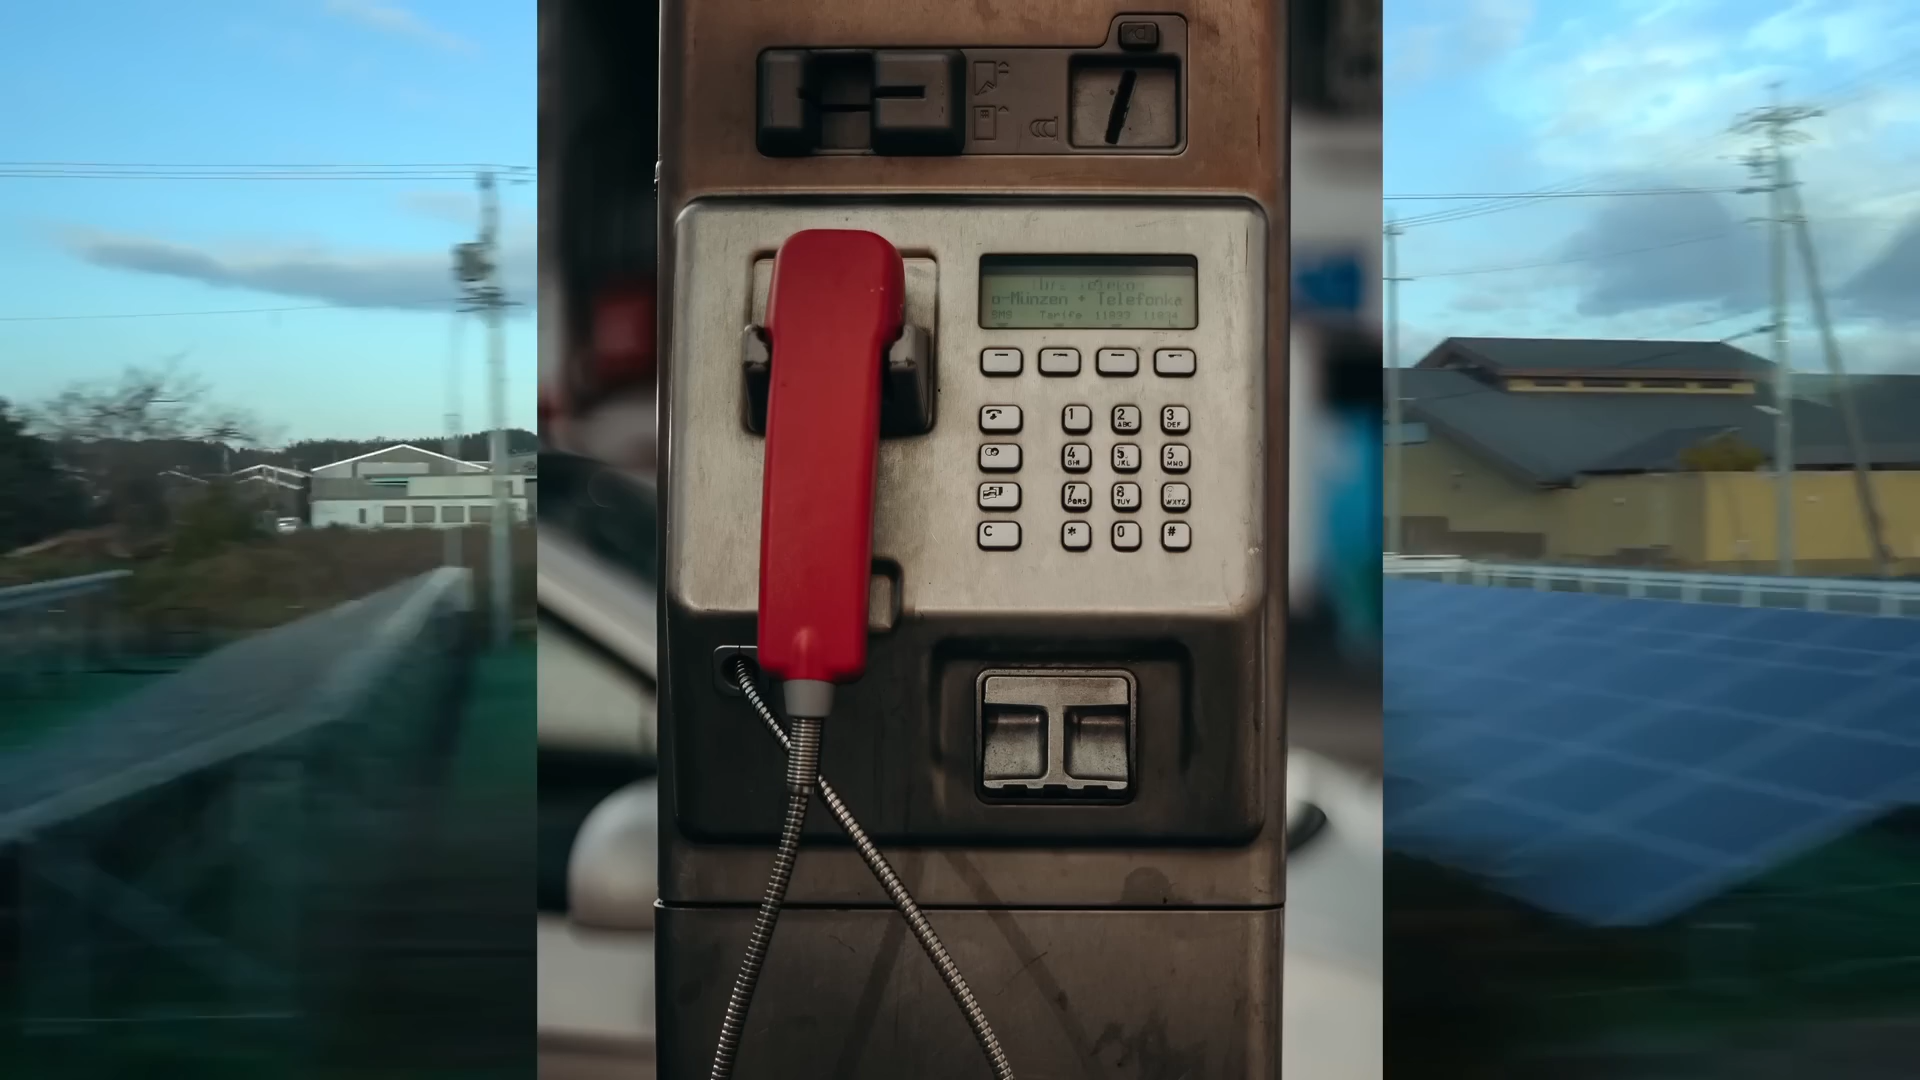 o-Münzen * Telefonka
SMS Tarife 11833 11834
1 2 3
ABC DEF
4 5 6
GHI JKL MNO
7 8
PQRS TUV WXYZ
C * 0 #